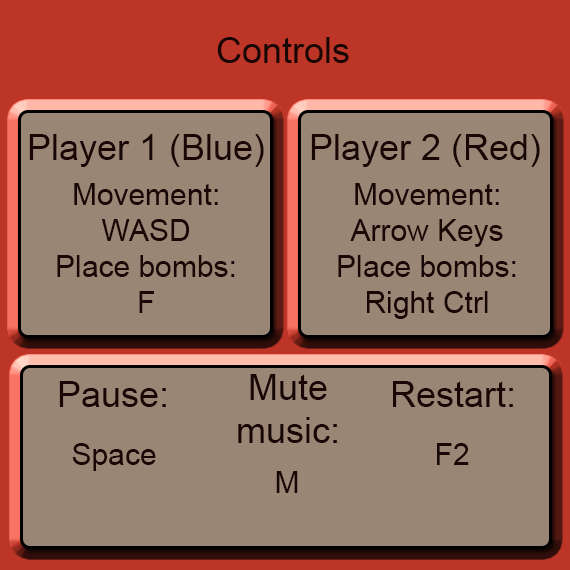 Controls
Player 1 (Blue)
Movement:
WASD
Place bombs:
F
Player 2 (Red)
Movement:
Arrow Keys
Place bombs:
Right Ctrl
Pause:
Space
Mute
music:
M
Restart:
F2